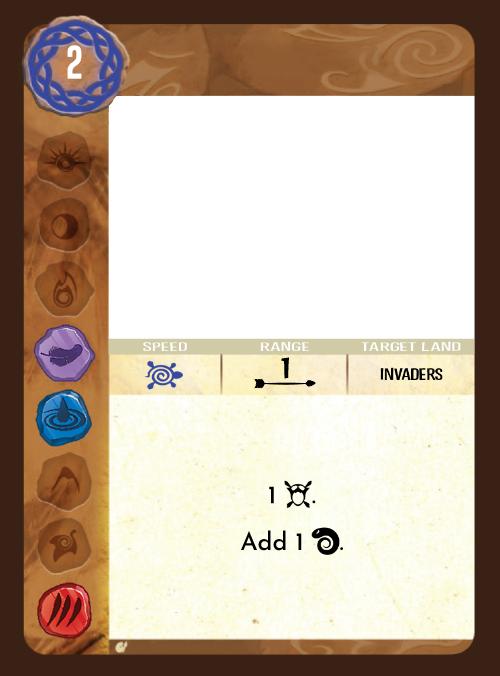 2
SPEED RANGE TARGET LAND
1 INVADERS
1 .
Add 1 .